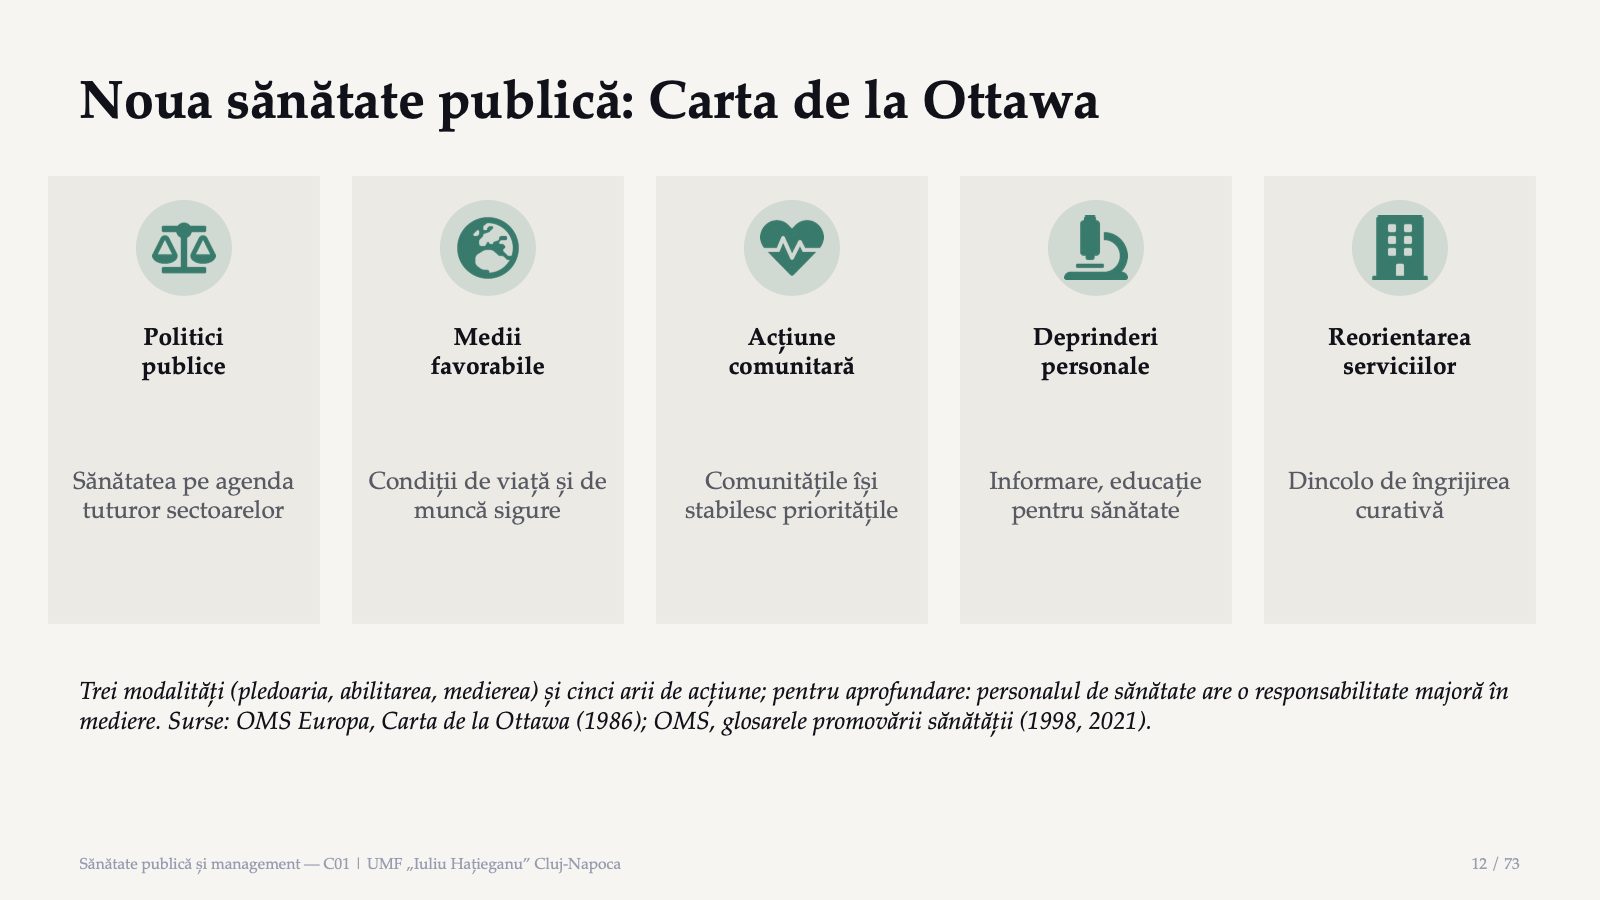 Noua sănătate publică: Carta de la Ottawa
Politici
publice
Sănătatea pe agenda
tuturor sectoarelor
Medii
favorabile
Condiții de viață și de
muncă sigure
Acțiune
comunitară
Comunitățile își
stabilesc prioritățile
Deprinderi
personale
Informare, educație
pentru sănătate
Reorientarea
serviciilor
Dincolo de îngrijirea
curativă
Trei modalități (pledoaria, abilitarea, medierea) și cinci arii de acțiune; pentru aprofundare: personalul de sănătate are o responsabilitate majoră în
mediere. Surse: OMS Europa, Carta de la Ottawa (1986); OMS, glosarele promovării sănătății (1998, 2021).
Sănătate publică și management — C01 | UMF „Iuliu Hațieganu” Cluj-Napoca
12 / 73